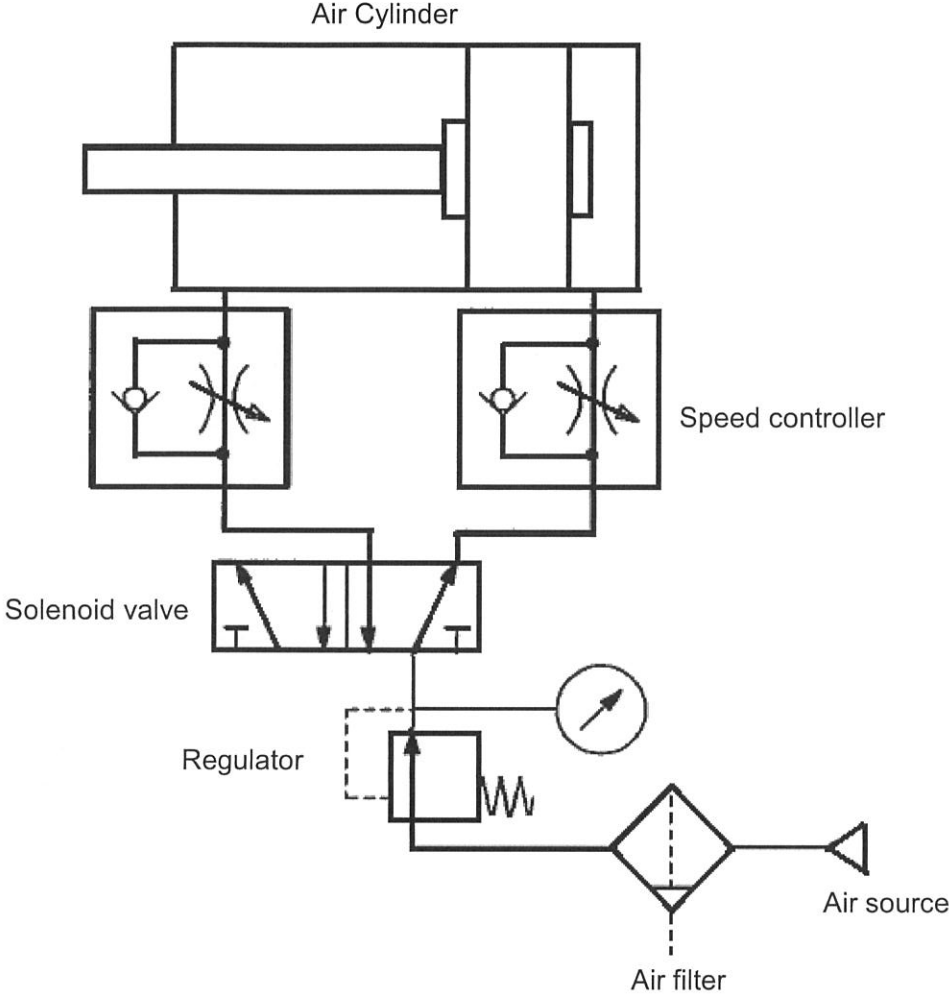 Air Cylinder
Speed controller
Solenoid valve
Regulator
Air source
Air filter